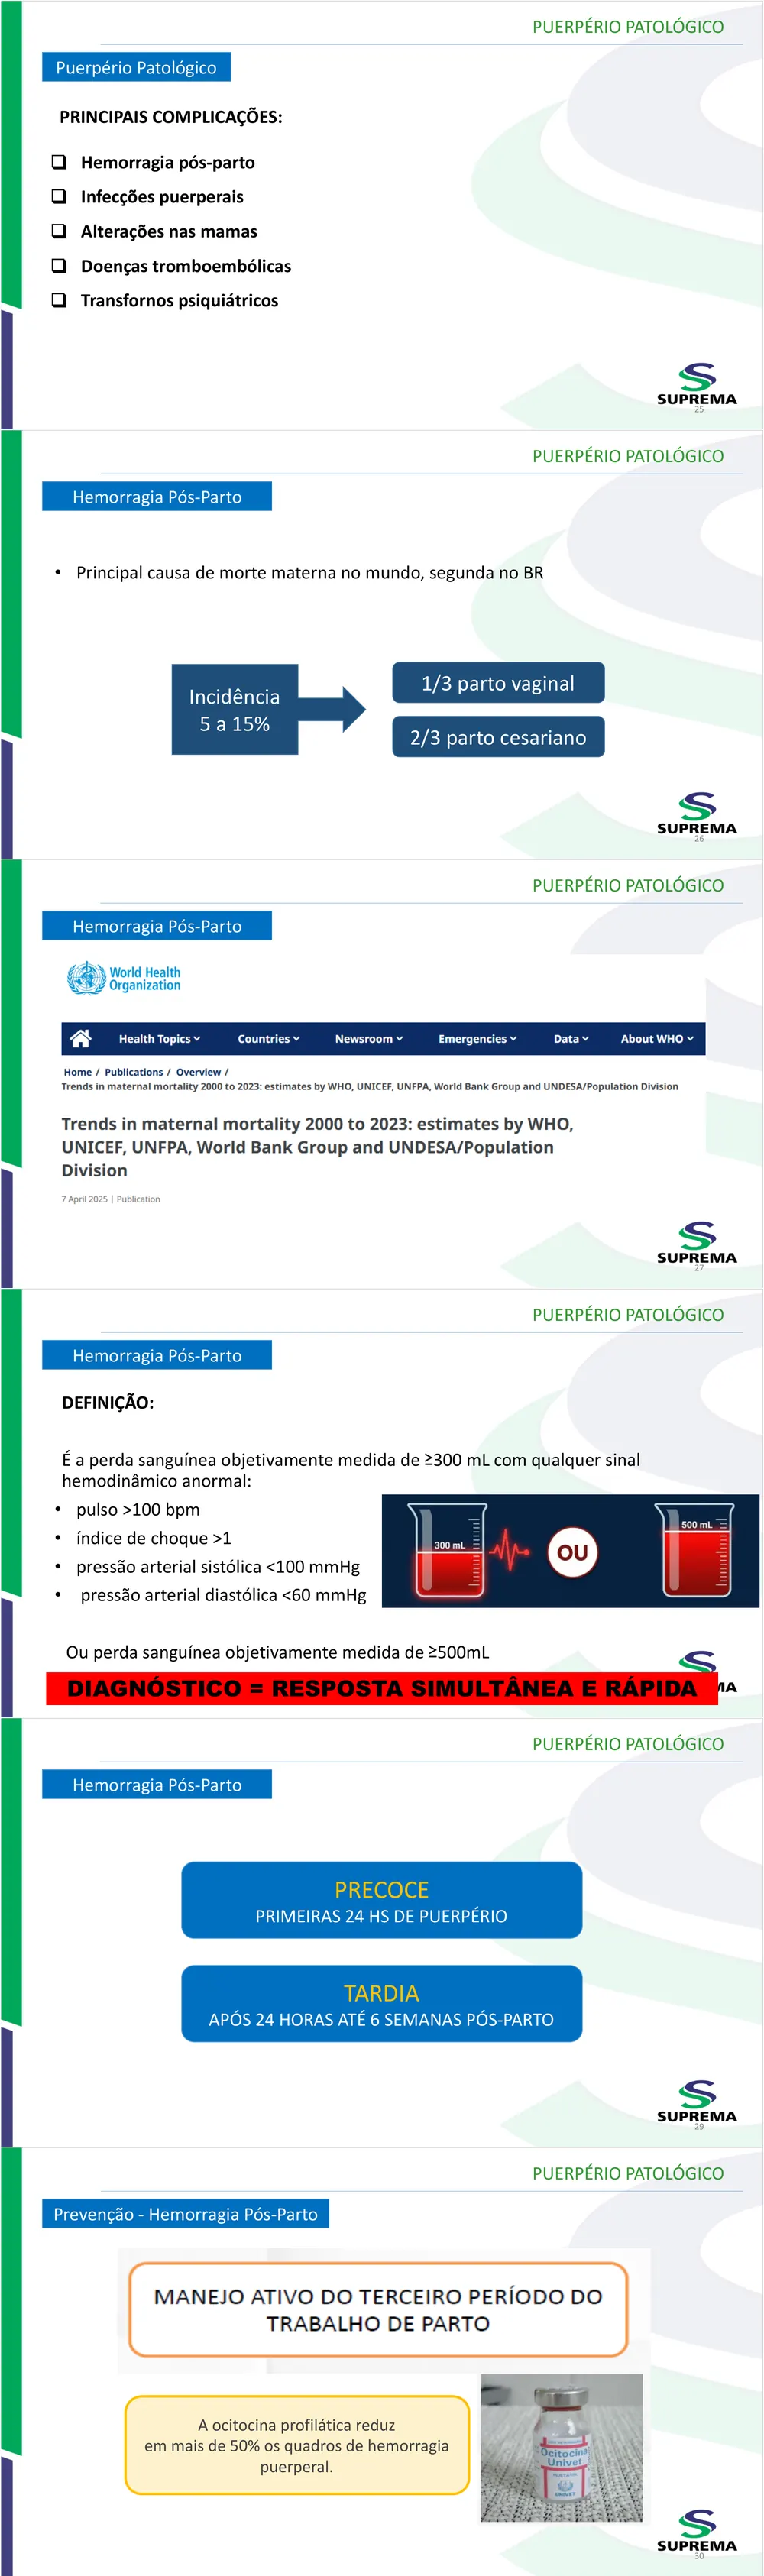 PUERPÉRIO PATOLÓGICO
Puerpério Patológico
PRINCIPAIS COMPLICAÇÕES:
Hemorragia pós-parto
Infecções puerperais
Alterações nas mamas
Doenças tromboembólicas
Transfornos psiquiátricos
SUPREMA
25
PUERPÉRIO PATOLÓGICO
Hemorragia Pós-Parto
• Principal causa de morte materna no mundo, segunda no BR
Incidência
5 a 15%
1/3 parto vaginal
2/3 parto cesariano
SUPREMA
26
PUERPÉRIO PATOLÓGICO
Hemorragia Pós-Parto
World Health
Organization
Health Topics Countries Newsroom Emergencies Data About WHO
Home / Publications / Overview /
Trends in maternal mortality 2000 to 2023: estimates by WHO, UNICEF, UNFPA, World Bank Group and UNDESA/Population Division
Trends in maternal mortality 2000 to 2023: estimates by WHO,
UNICEF, UNFPA, World Bank Group and UNDESA/Population
Division
7 April 2025 | Publication
SUPREMA
27
PUERPÉRIO PATOLÓGICO
Hemorragia Pós-Parto
DEFINIÇÃO:
É a perda sanguínea objetivamente medida de ≥300 mL com qualquer sinal
hemodinâmico anormal:
• pulso >100 bpm
• índice de choque >1
• pressão arterial sistólica <100 mmHg
• pressão arterial diastólica <60 mmHg
300 mL
OU
500 mL
Ou perda sanguínea objetivamente medida de ≥500mL
DIAGNÓSTICO = RESPOSTA SIMULTÂNEA E RÁPIDA
MA
PUERPÉRIO PATOLÓGICO
Hemorragia Pós-Parto
PRECOCE
PRIMEIRAS 24 HS DE PUERPÉRIO
TARDIA
APÓS 24 HORAS ATÉ 6 SEMANAS PÓS-PARTO
SUPREMA
29
PUERPÉRIO PATOLÓGICO
Prevenção - Hemorragia Pós-Parto
MANEJO ATIVO DO TERCEIRO PERÍODO DO
TRABALHO DE PARTO
A ocitocina profilática reduz
em mais de 50% os quadros de hemorragia
puerperal.
Ocitocina
Univet
UNIVET
SUPREMA
30